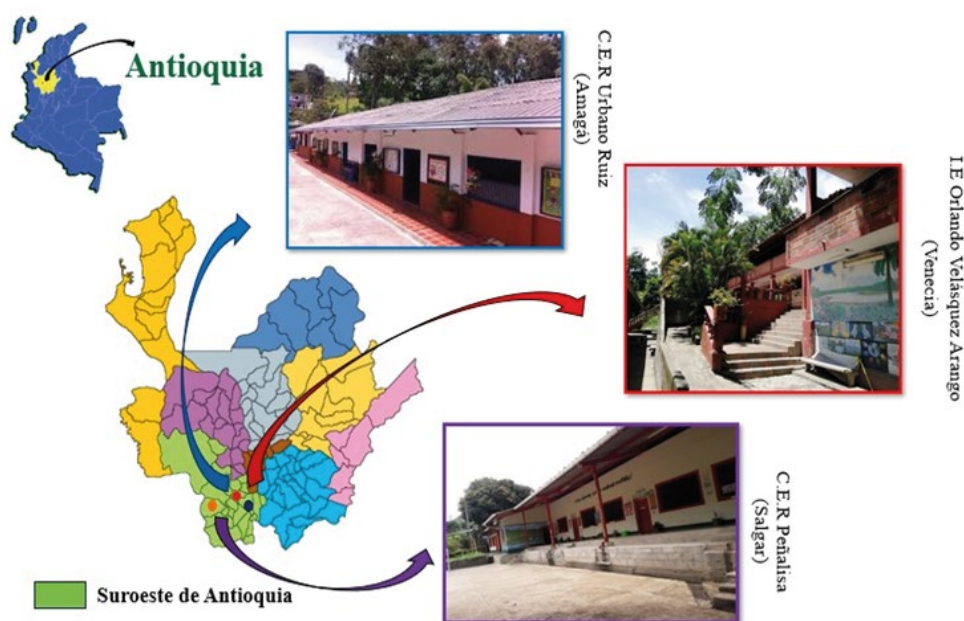 Antioquia
C.E.R Urbano Ruiz
(Amagá)
I.E Orlando Velásquez Arango
(Venecia)
C.E.R Peñalisa
(Salgar)
Suroeste de Antioquia